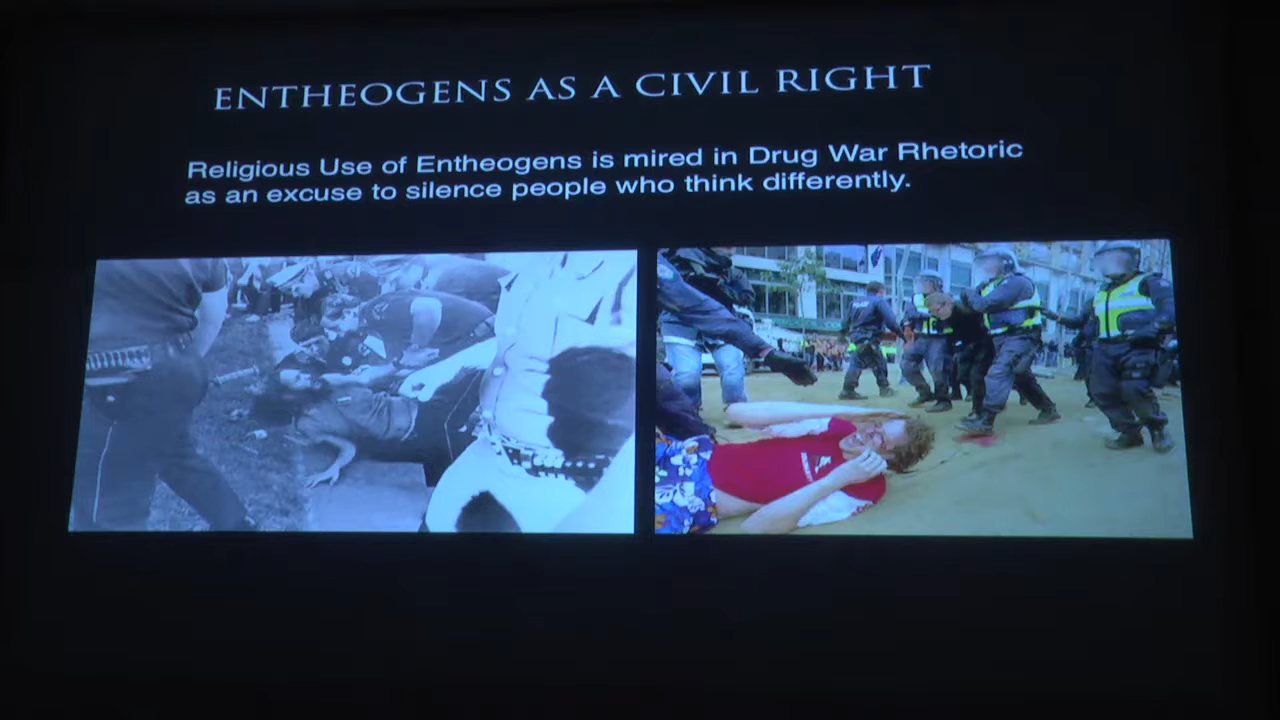 ENTHEOGENS AS A CIVIL RIGHT
Religious Use of Entheogens is mired in Drug War Rhetoric
as an excuse to silence people who think differently.
POLICE